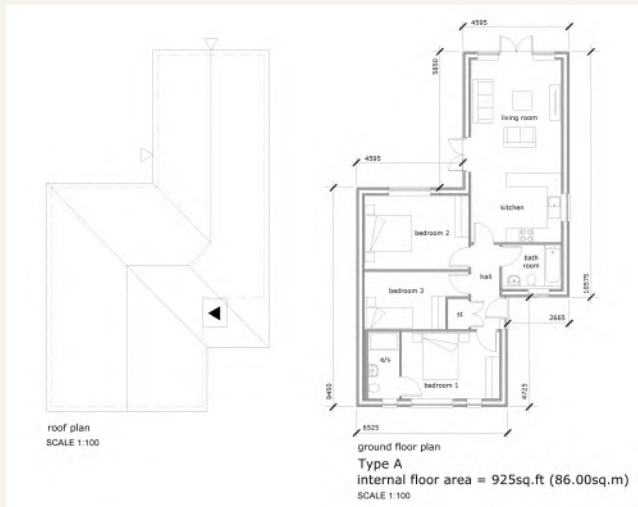 4595
5850
living room
4595
kitchen
bedroom 2
bath
room
hall
bedroom 3
st
10575
2665
e/s
bedroom 1
9450
4725
6525
roof plan
SCALE 1:100
ground floor plan
Type A
internal floor area = 925sq.ft (86.00sq.m)
SCALE 1:100